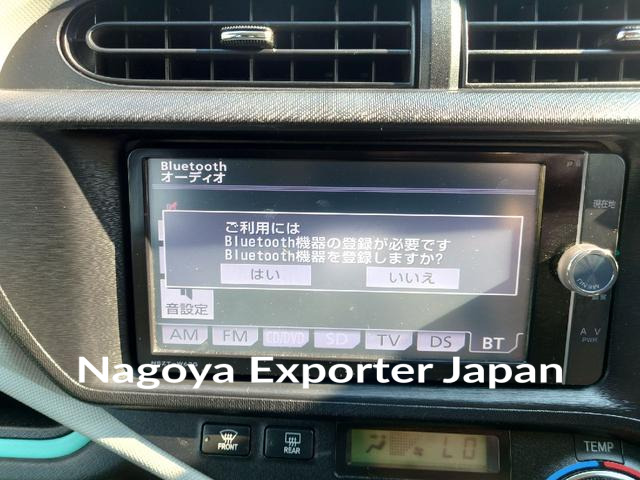 Bluetooth
オーディオ
ご利用には
Bluetooth機器の登録が必要です
Bluetooth機器を登録しますか?
はい
いいえ
音設定
AM FM CD/DVD SD TV DS BT
現在地
MENU
AV
PWR
Nagoya Exporter Japan
FRONT
REAR
LO
TEMP